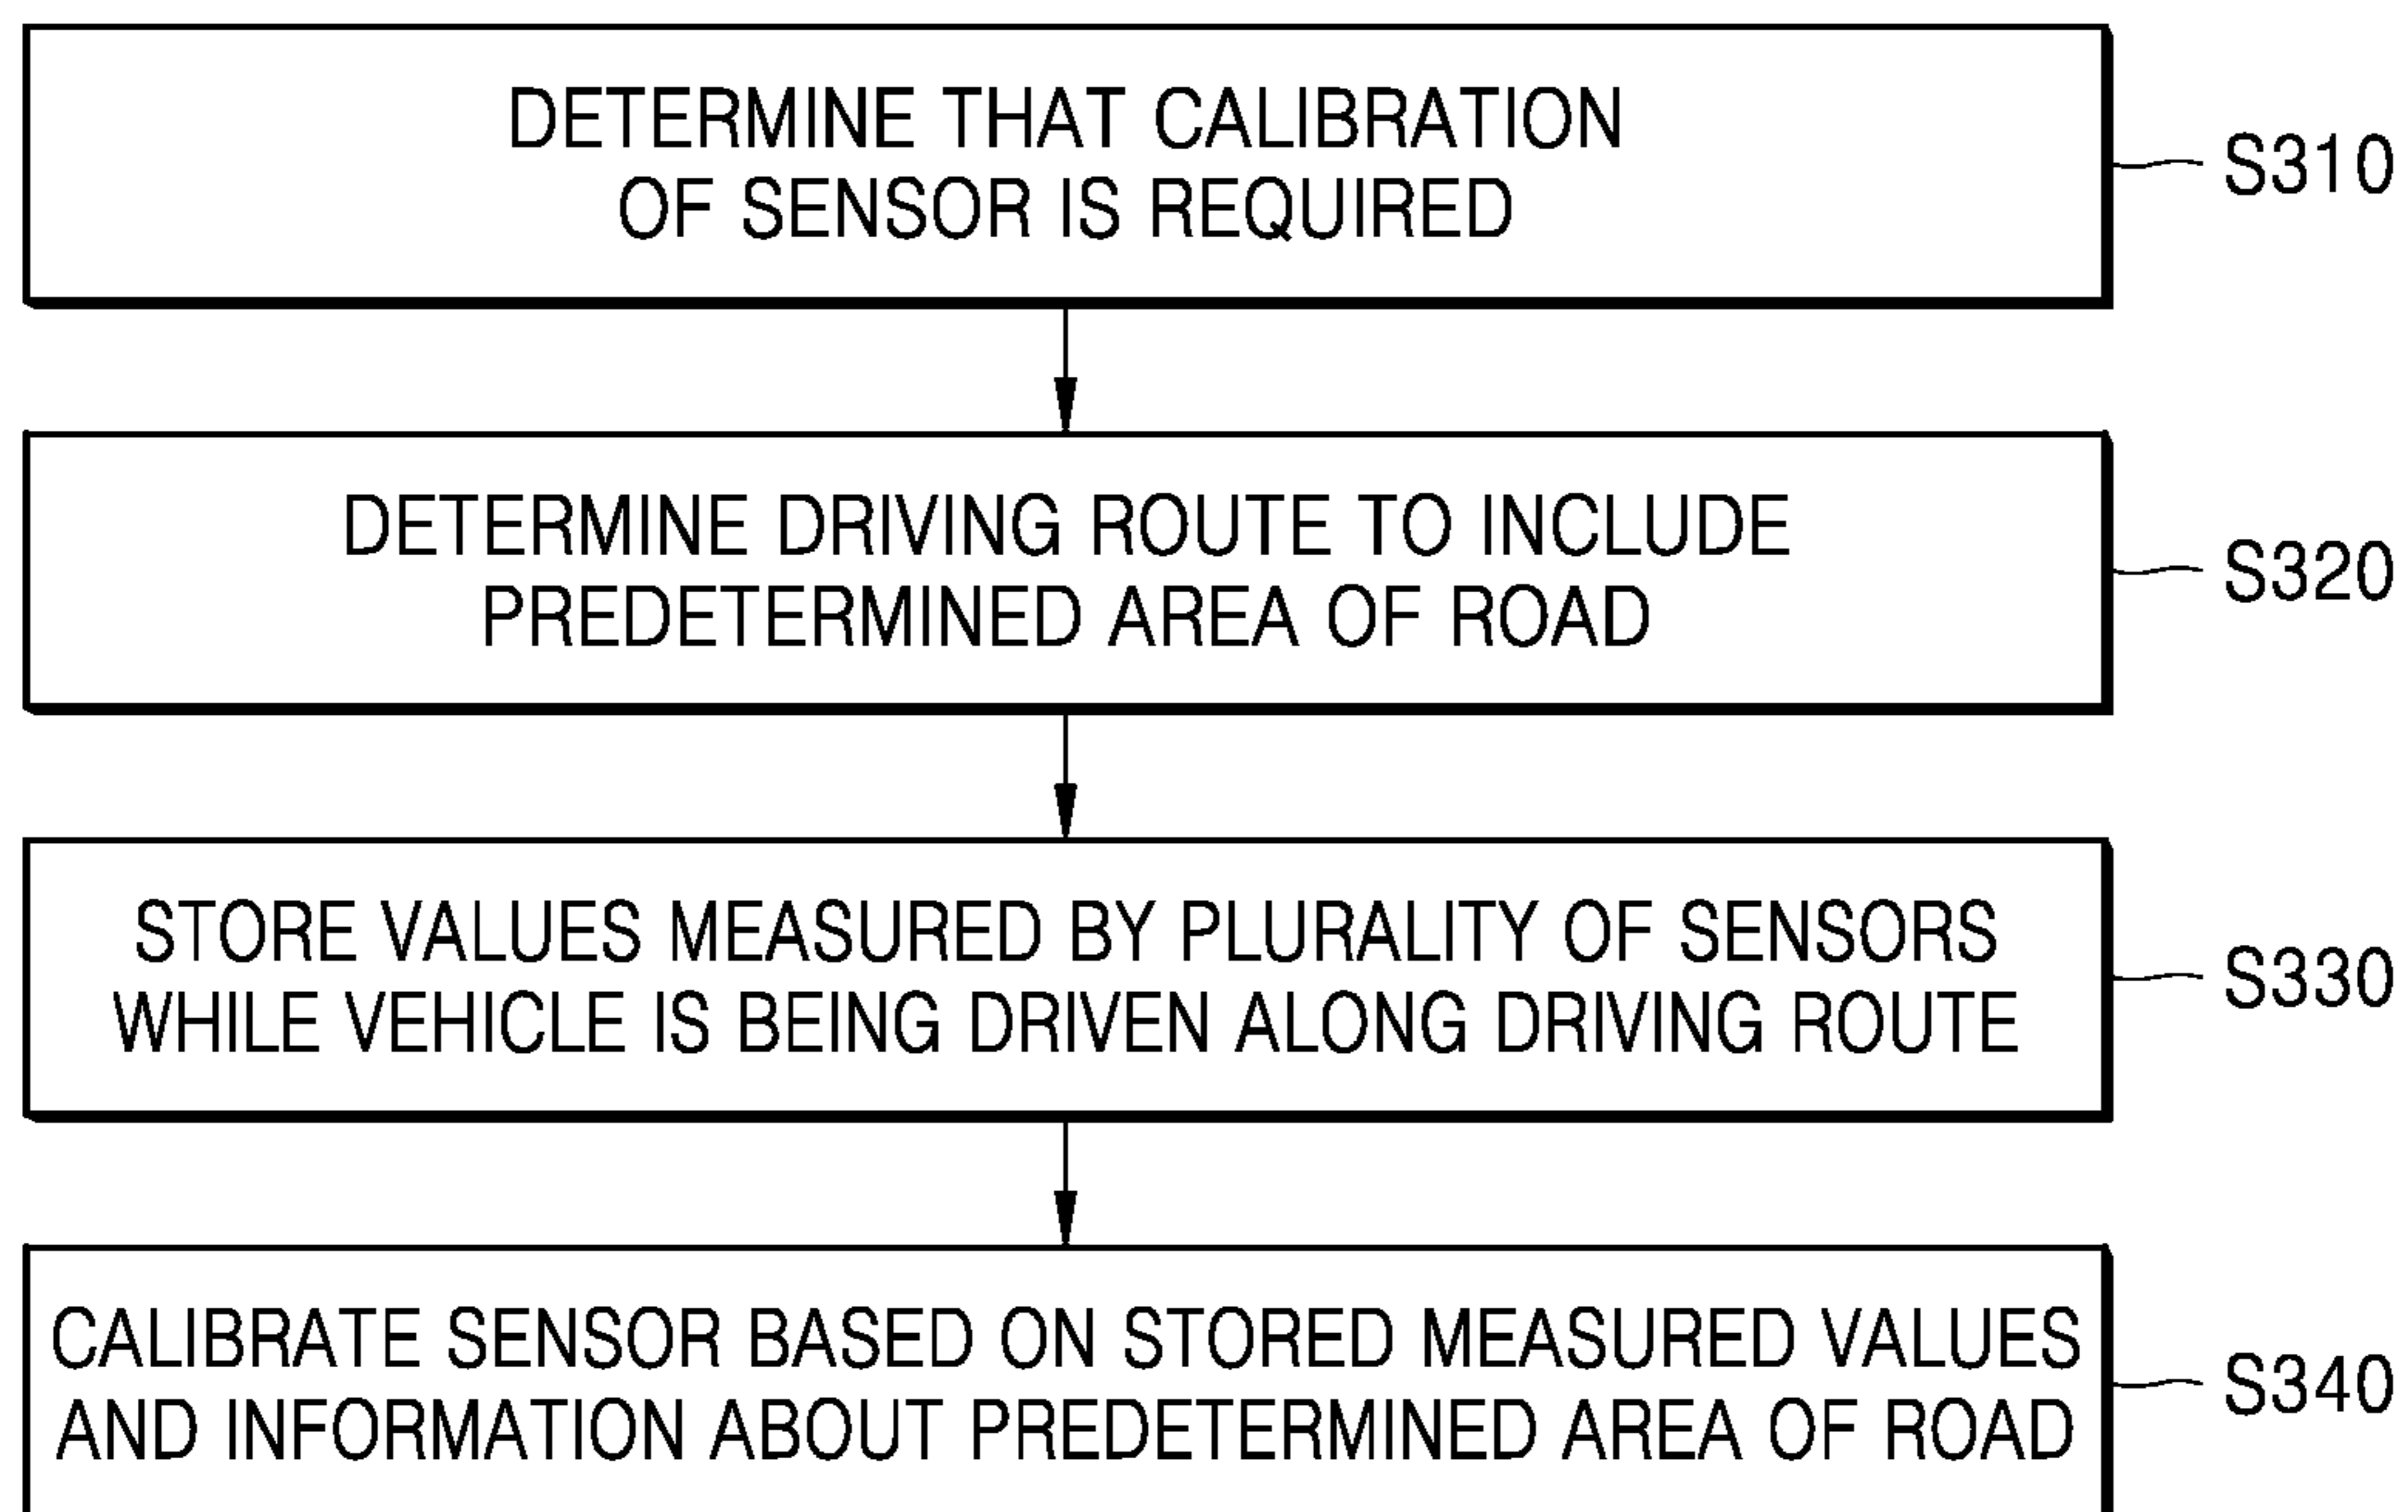 DETERMINE THAT CALIBRATION
OF SENSOR IS REQUIRED
S310
DETERMINE DRIVING ROUTE TO INCLUDE
PREDETERMINED AREA OF ROAD
S320
STORE VALUES MEASURED BY PLURALITY OF SENSORS
WHILE VEHICLE IS BEING DRIVEN ALONG DRIVING ROUTE
S330
CALIBRATE SENSOR BASED ON STORED MEASURED VALUES
AND INFORMATION ABOUT PREDETERMINED AREA OF ROAD
S340